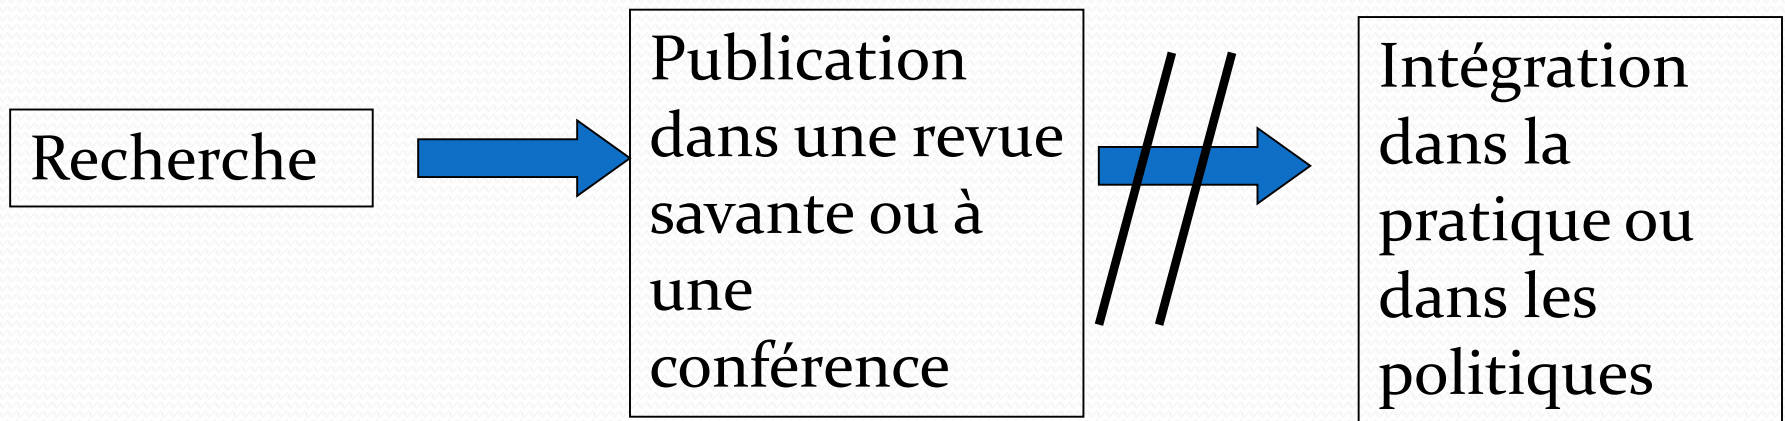 Recherche
Publication
dans une revue
savante ou à
une
conférence
Intégration
dans la
pratique ou
dans les
politiques